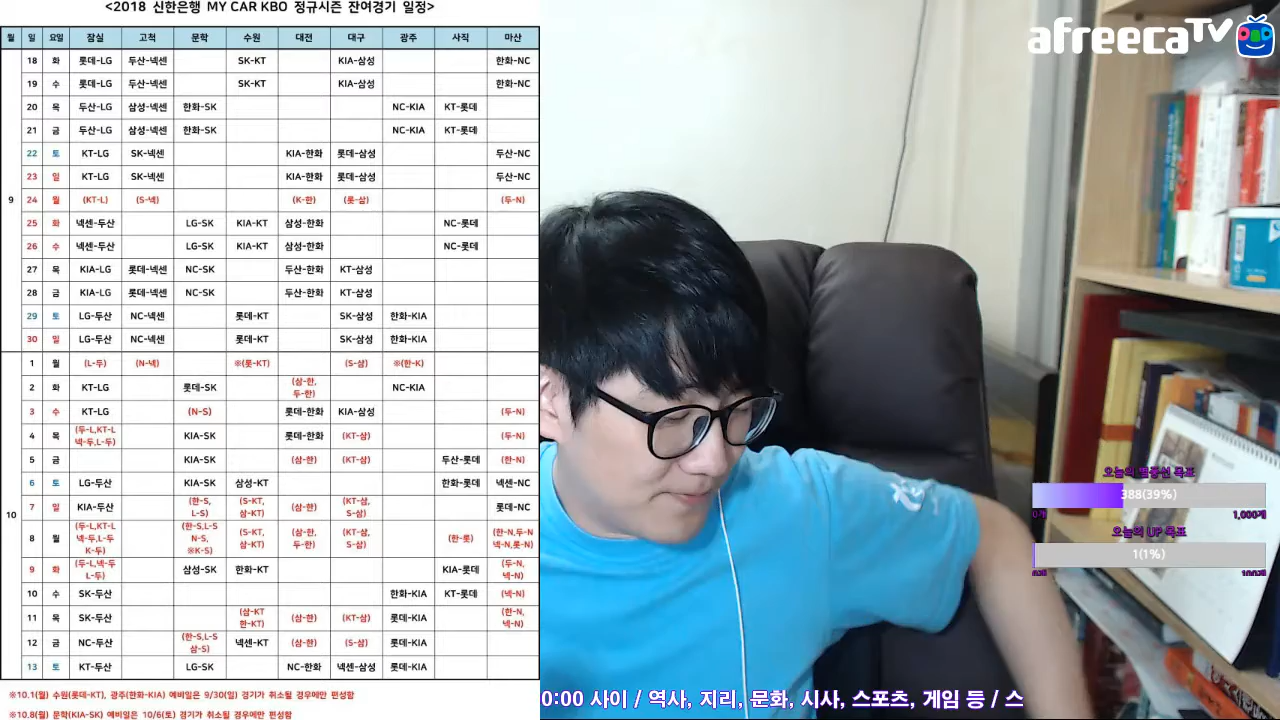 <2018 신한은행 MY CAR KBO 정규시즌 잔여경기 일정>
월 일 요일 잠실 고척 문학 수원 대전 대구 광주 사직 마산
9
18 화 롯데-LG 두산-넥센 SK-KT KIA-삼성 한화-NC
19 수 롯데-LG 두산-넥센 SK-KT KIA-삼성 한화-NC
20 목 두산-LG 삼성-넥센 한화-SK NC-KIA KT-롯데
21 금 두산-LG 삼성-넥센 한화-SK NC-KIA KT-롯데
22 토 KT-LG SK-넥센 KIA-한화 롯데-삼성 두산-NC
23 일 KT-LG SK-넥센 KIA-한화 롯데-삼성 두산-NC
24 월 (KT-L) (S-넥) (K-한) (롯-삼) (두-N)
25 화 넥센-두산 LG-SK KIA-KT 삼성-한화 NC-롯데
26 수 넥센-두산 LG-SK KIA-KT 삼성-한화 NC-롯데
27 목 KIA-LG 롯데-넥센 NC-SK 두산-한화 KT-삼성
28 금 KIA-LG 롯데-넥센 NC-SK 두산-한화 KT-삼성
29 토 LG-두산 NC-넥센 롯데-KT SK-삼성 한화-KIA
30 일 LG-두산 NC-넥센 롯데-KT SK-삼성 한화-KIA
10
1 월 (L-두) (N-넥) ※(롯-KT) (S-삼) ※(한-K)
2 화 KT-LG 롯데-SK (삼-한, 두-한) NC-KIA
3 수 KT-LG (N-S) 롯데-한화 KIA-삼성 (두-N)
4 목 (두-L,KT-L 넥-두,L-두) KIA-SK 롯데-한화 (KT-삼) (두-N)
5 금 KIA-SK (삼-한) (KT-삼) 두산-롯데 (한-N)
6 토 LG-두산 KIA-SK 삼성-KT 한화-롯데 넥센-NC
7 일 KIA-두산 (한-S, L-S) (S-KT, 삼-KT) (삼-한) (KT-삼, S-삼) 롯데-NC
8 월 (두-L,KT-L 넥-두,L-두 K-두) (한-S,L-S N-S, ※K-S) (S-KT, 삼-KT) (삼-한, 두-한) (KT-삼, S-삼) (한-롯) (한-N,두-N 넥-N,롯-N)
9 화 (두-L,넥-두 L-두) 삼성-SK 한화-KT KIA-롯데 (두-N, 넥-N)
10 수 SK-두산 한화-KIA KT-롯데 (넥-N)
11 목 SK-두산 (삼-KT 한-KT) (삼-한) (KT-삼) 롯데-KIA (한-N, 넥-N)
12 금 NC-두산 (한-S,L-S 삼-S) 넥센-KT (삼-한) (S-삼) 롯데-KIA
13 토 KT-두산 LG-SK NC-한화 넥센-삼성 롯데-KIA
※10.1(월) 수원(롯데-KT), 광주(한화-KIA) 예비일은 9/30(일) 경기가 취소될 경우에만 편성함
※10.8(월) 문학(KIA-SK) 예비일은 10/6(토) 경기가 취소될 경우에만 편성함
afreecaTV
오늘의 별풍선 목표
388(39%)
0개 1,000개
오늘의 UP 목표
1(1%)
0개 100개
0:00 사이 / 역사, 지리, 문화, 시사, 스포츠, 게임 등 / 스